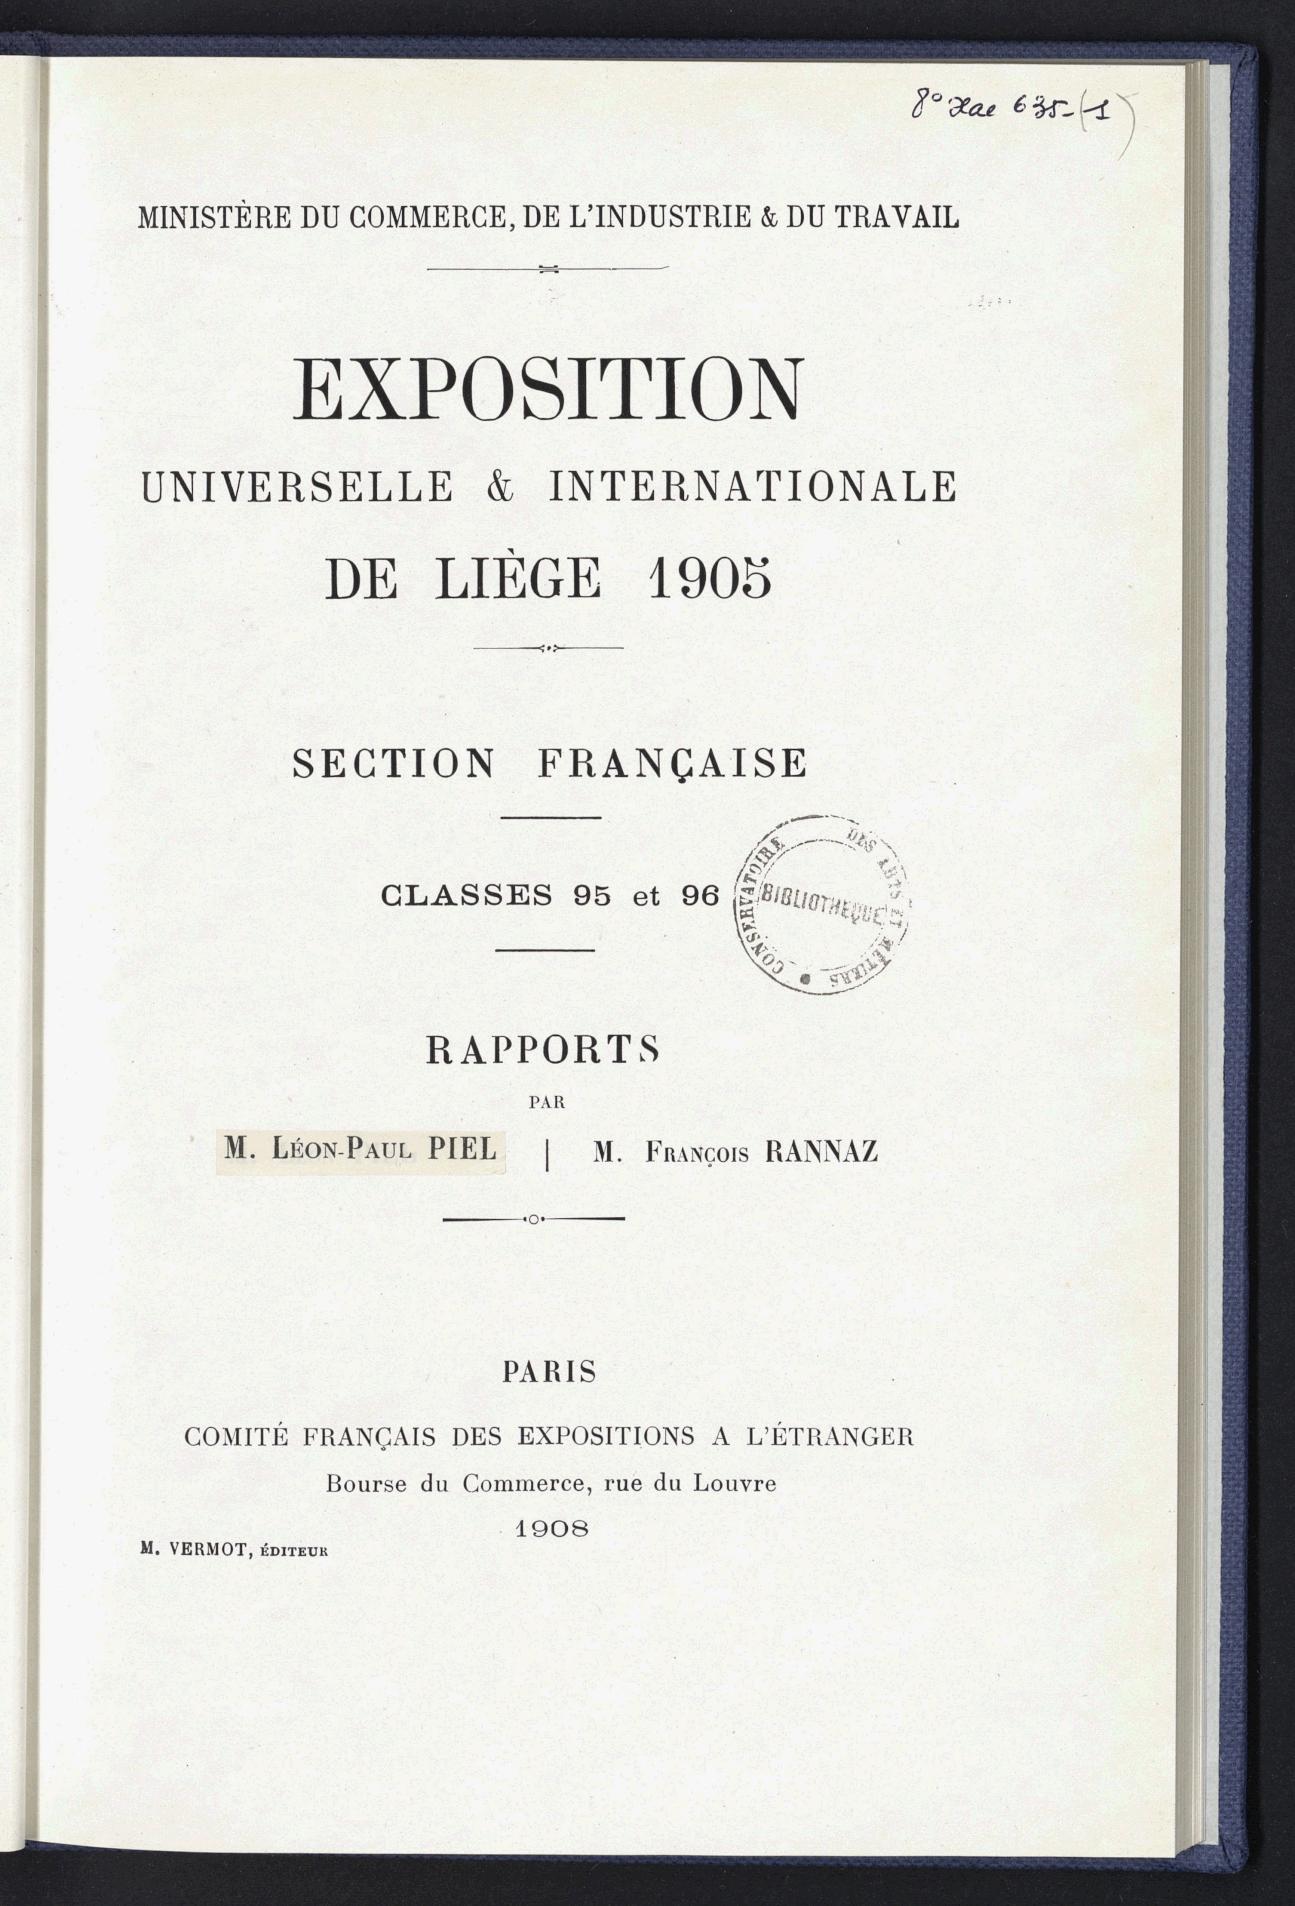 8° Xae 635-(1)
MINISTÈRE DU COMMERCE, DE L'INDUSTRIE & DU TRAVAIL
EXPOSITION
UNIVERSELLE & INTERNATIONALE
DE LIÈGE 1905
SECTION FRANÇAISE
CLASSES 95 et 96
CONSERVATOIRE DES ARTS ET MÉTIERS
BIBLIOTHEQUE
RAPPORTS
PAR
M. LÉON-PAUL PIEL | M. FRANÇOIS RANNAZ
PARIS
COMITÉ FRANÇAIS DES EXPOSITIONS A L'ÉTRANGER
Bourse du Commerce, rue du Louvre
1908
M. VERMOT, ÉDITEUR